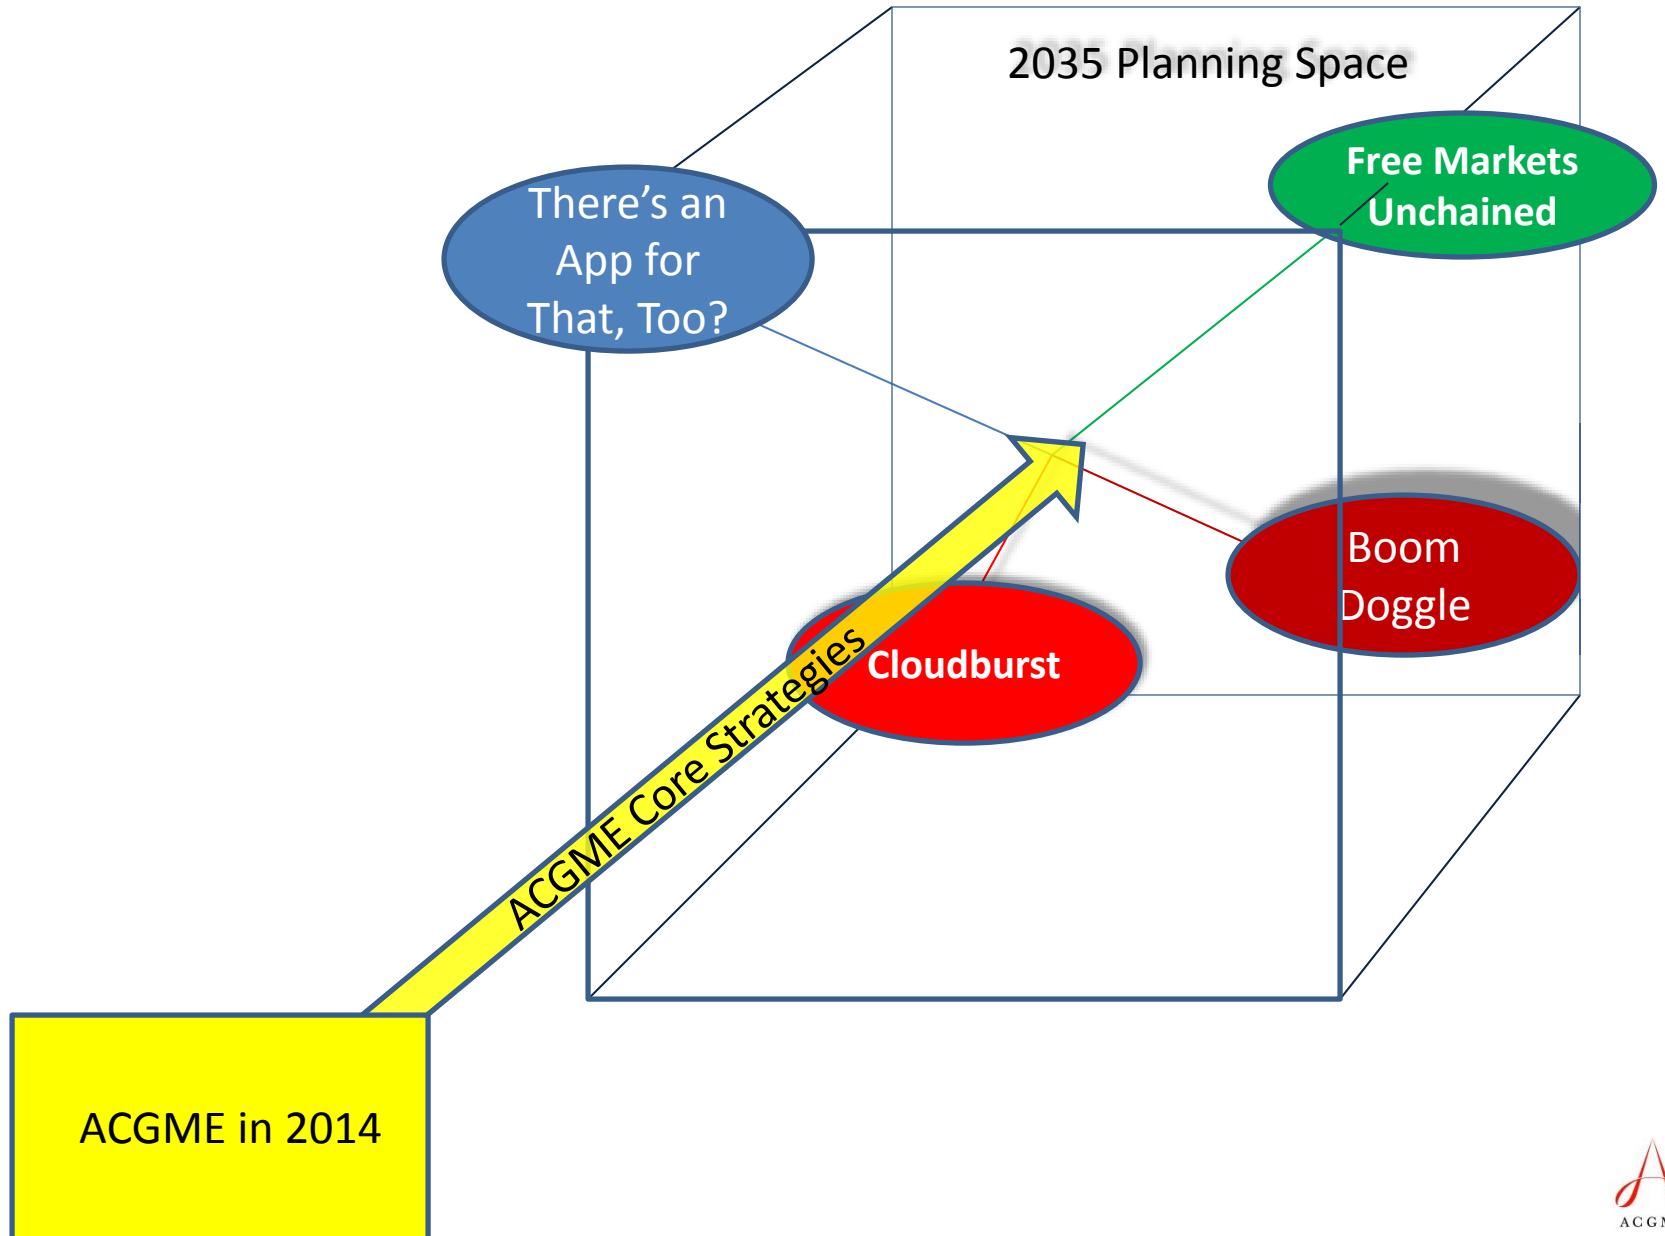 2035 Planning Space
Free Markets
Unchained
There's an
App for
That, Too?
Boom
Doggle
Cloudburst
ACGME Core Strategies
ACGME in 2014